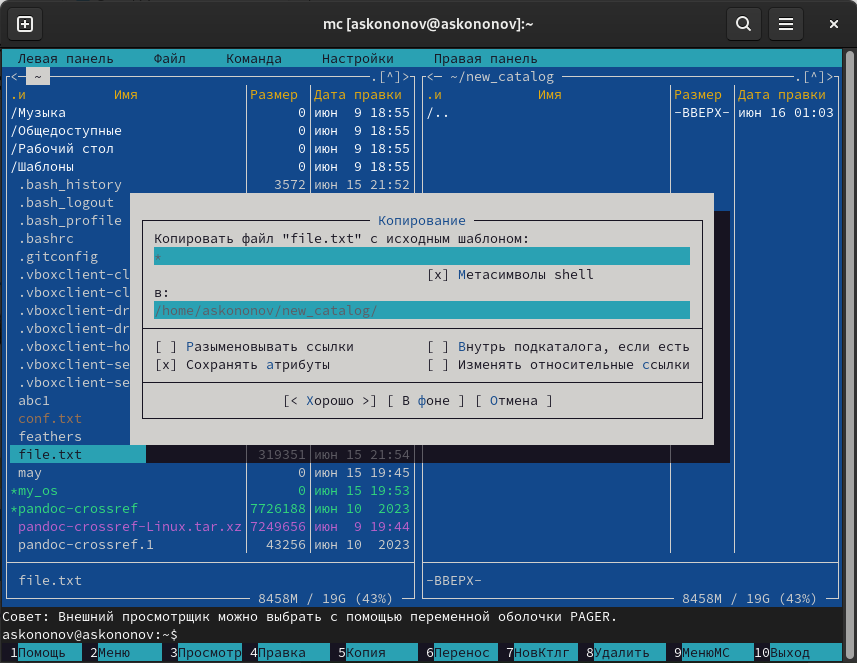 mc [askononov@askononov]:~
Левая панель Файл Команда Настройки Правая панель
<- ~ .[^]> <- ~/new_catalog .[^]>
.и Имя Размер Дата правки .и Имя Размер Дата правки
/Музыка 0 июн 9 18:55 /.. -ВВЕРХ- июн 16 01:03
/Общедоступные 0 июн 9 18:55
/Рабочий стол 0 июн 9 18:55
/Шаблоны 0 июн 9 18:55
.bash_history 3572 июн 15 21:52
.bash_logout
.bash_profile
.bashrc
.gitconfig
.vboxclient-cl
.vboxclient-cl
.vboxclient-dr
.vboxclient-dr
.vboxclient-ho
.vboxclient-se
.vboxclient-se
abc1
conf.txt
feathers
Копирование
Копировать файл "file.txt" с исходным шаблоном:
*
[x] Метасимволы shell
в:
/home/askononov/new_catalog/
[ ] Разыменовывать ссылки [ ] Внутрь подкаталога, если есть
[x] Сохранять атрибуты [ ] Изменять относительные ссылки
[< Хорошо >] [ В фоне ] [ Отмена ]
file.txt 319351 июн 15 21:54
may 0 июн 15 19:45
*my_os 0 июн 15 19:53
*pandoc-crossref 7726188 июн 10 2023
pandoc-crossref-Linux.tar.xz 7249656 июн 9 19:44
pandoc-crossref.1 43256 июн 10 2023
file.txt -ВВЕРХ-
8458M / 19G (43%) 8458M / 19G (43%)
Совет: Внешний просмотрщик можно выбрать с помощью переменной оболочки PAGER.
askononov@askononov:~$
1Помощь 2Меню 3Просмотр 4Правка 5Копия 6Перенос 7НовКтлг 8Удалить 9МенюМС 10Выход